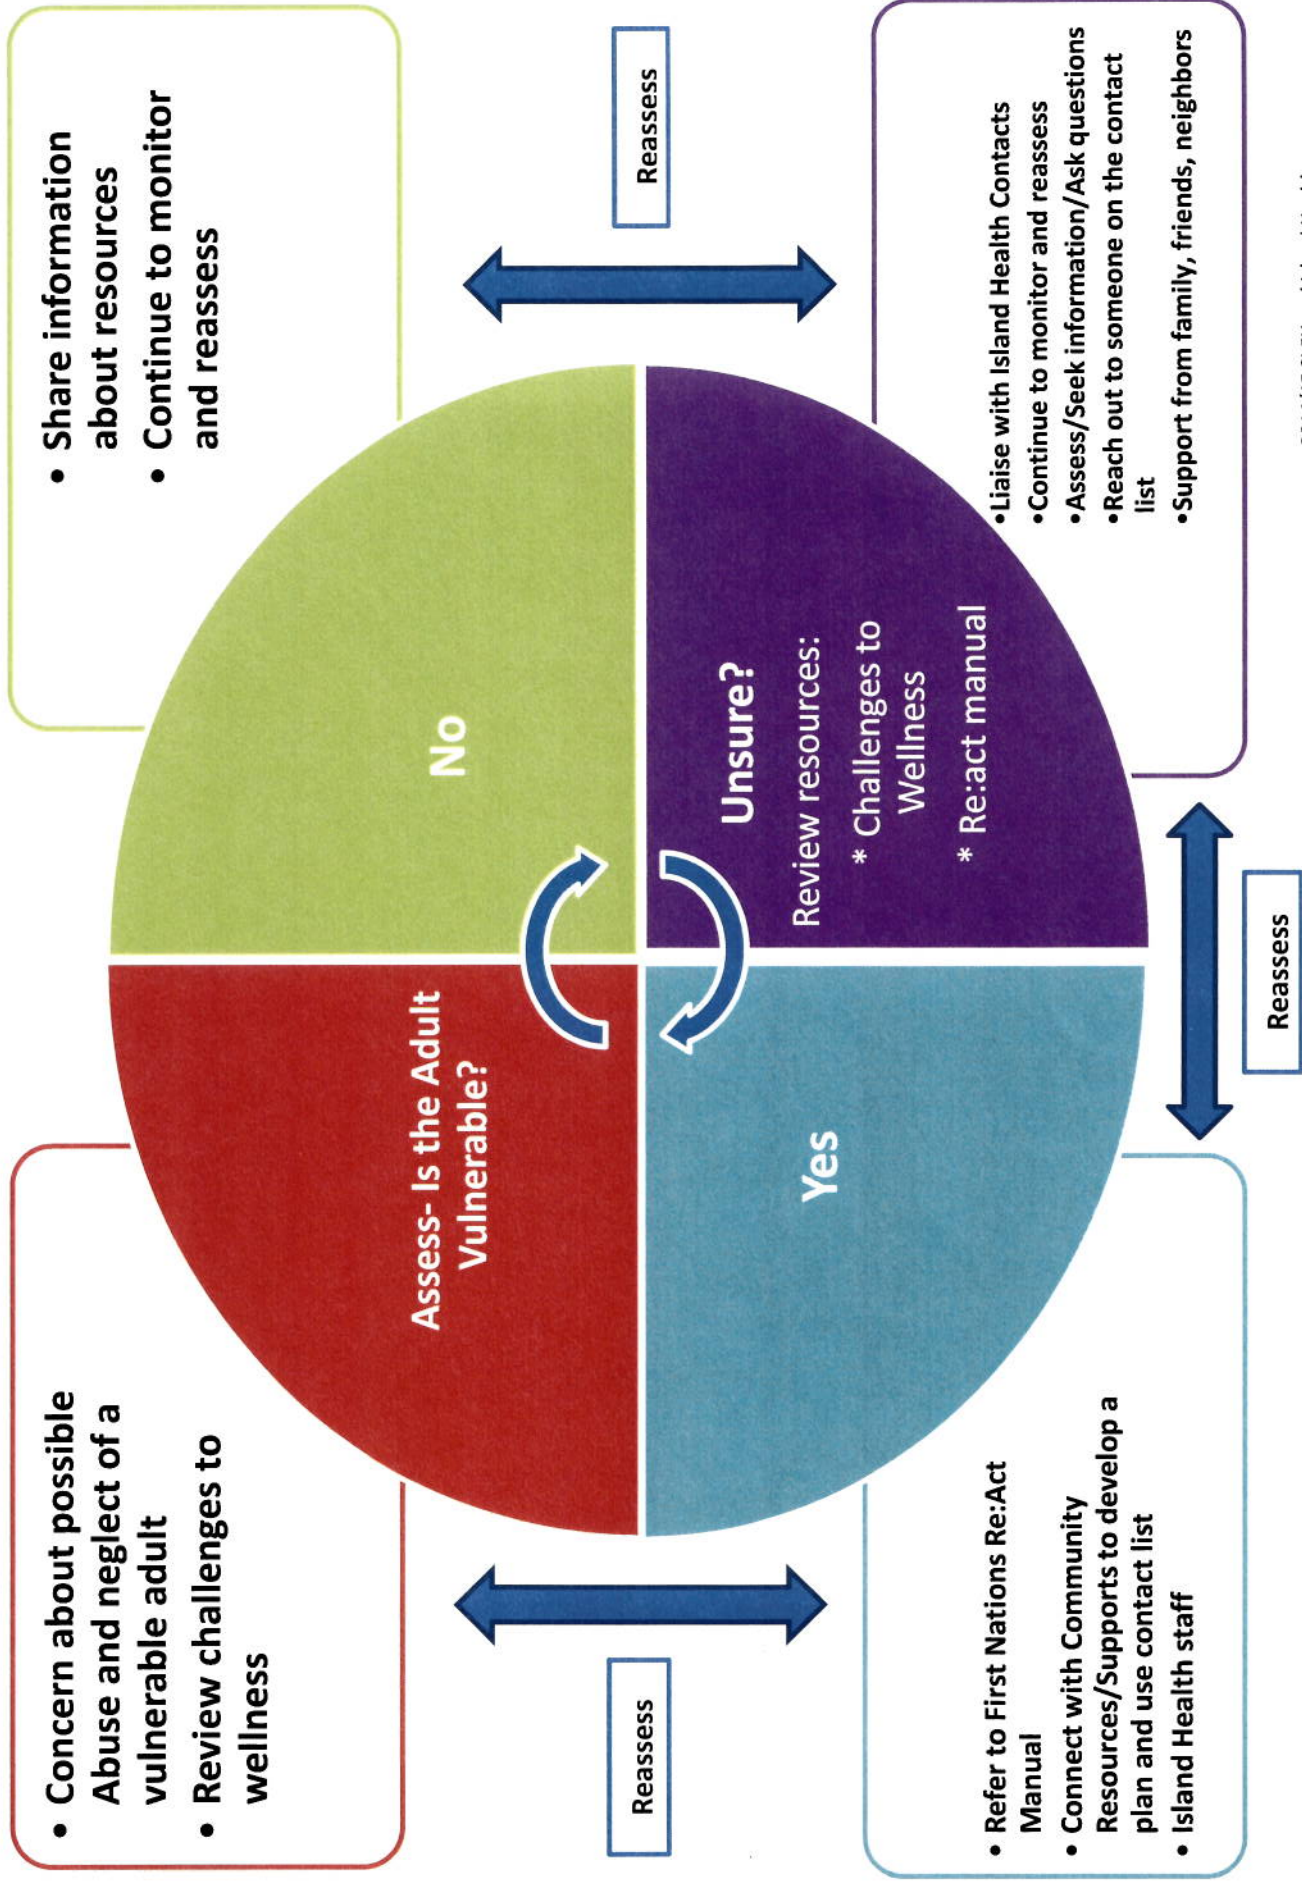 • Concern about possible
Abuse and neglect of a
vulnerable adult
• Review challenges to
wellness
• Share information
about resources
• Continue to monitor
and reassess
Assess- Is the Adult
Vulnerable?
No
Reassess
Reassess
Yes
Unsure?
Review resources:
* Challenges to
Wellness
* Re:act manual
• Refer to First Nations Re:Act
Manual
• Connect with Community
Resources/Supports to develop a
plan and use contact list
• Island Health staff
•Liaise with Island Health Contacts
•Continue to monitor and reassess
•Assess/Seek information/Ask questions
•Reach out to someone on the contact
list
•Support from family, friends, neighbors
Reassess